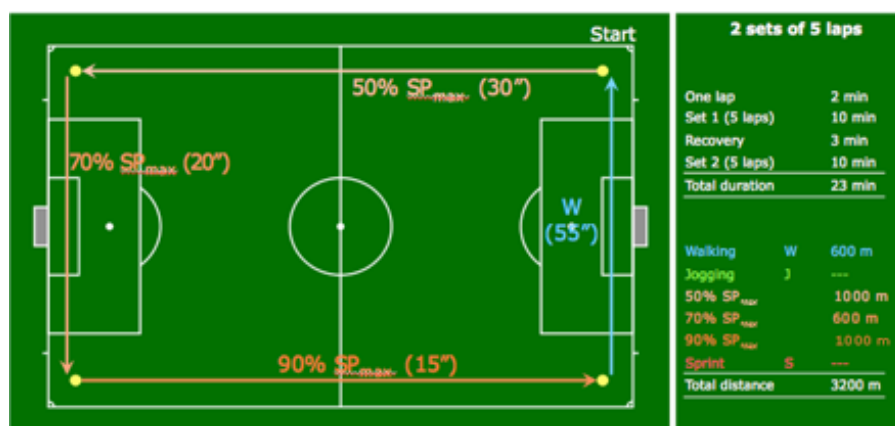 Start
50% SPmax (30″)
70% SPmax (20″)
W
(55″)
90% SPmax (15″)
2 sets of 5 laps
One lap 2 min
Set 1 (5 laps) 10 min
Recovery 3 min
Set 2 (5 laps) 10 min
Total duration 23 min
Walking W 600 m
Jogging J ---
50% SPMax 1000 m
70% SPMax 600 m
90% SPMax 1000 m
Sprint S ---
Total distance 3200 m